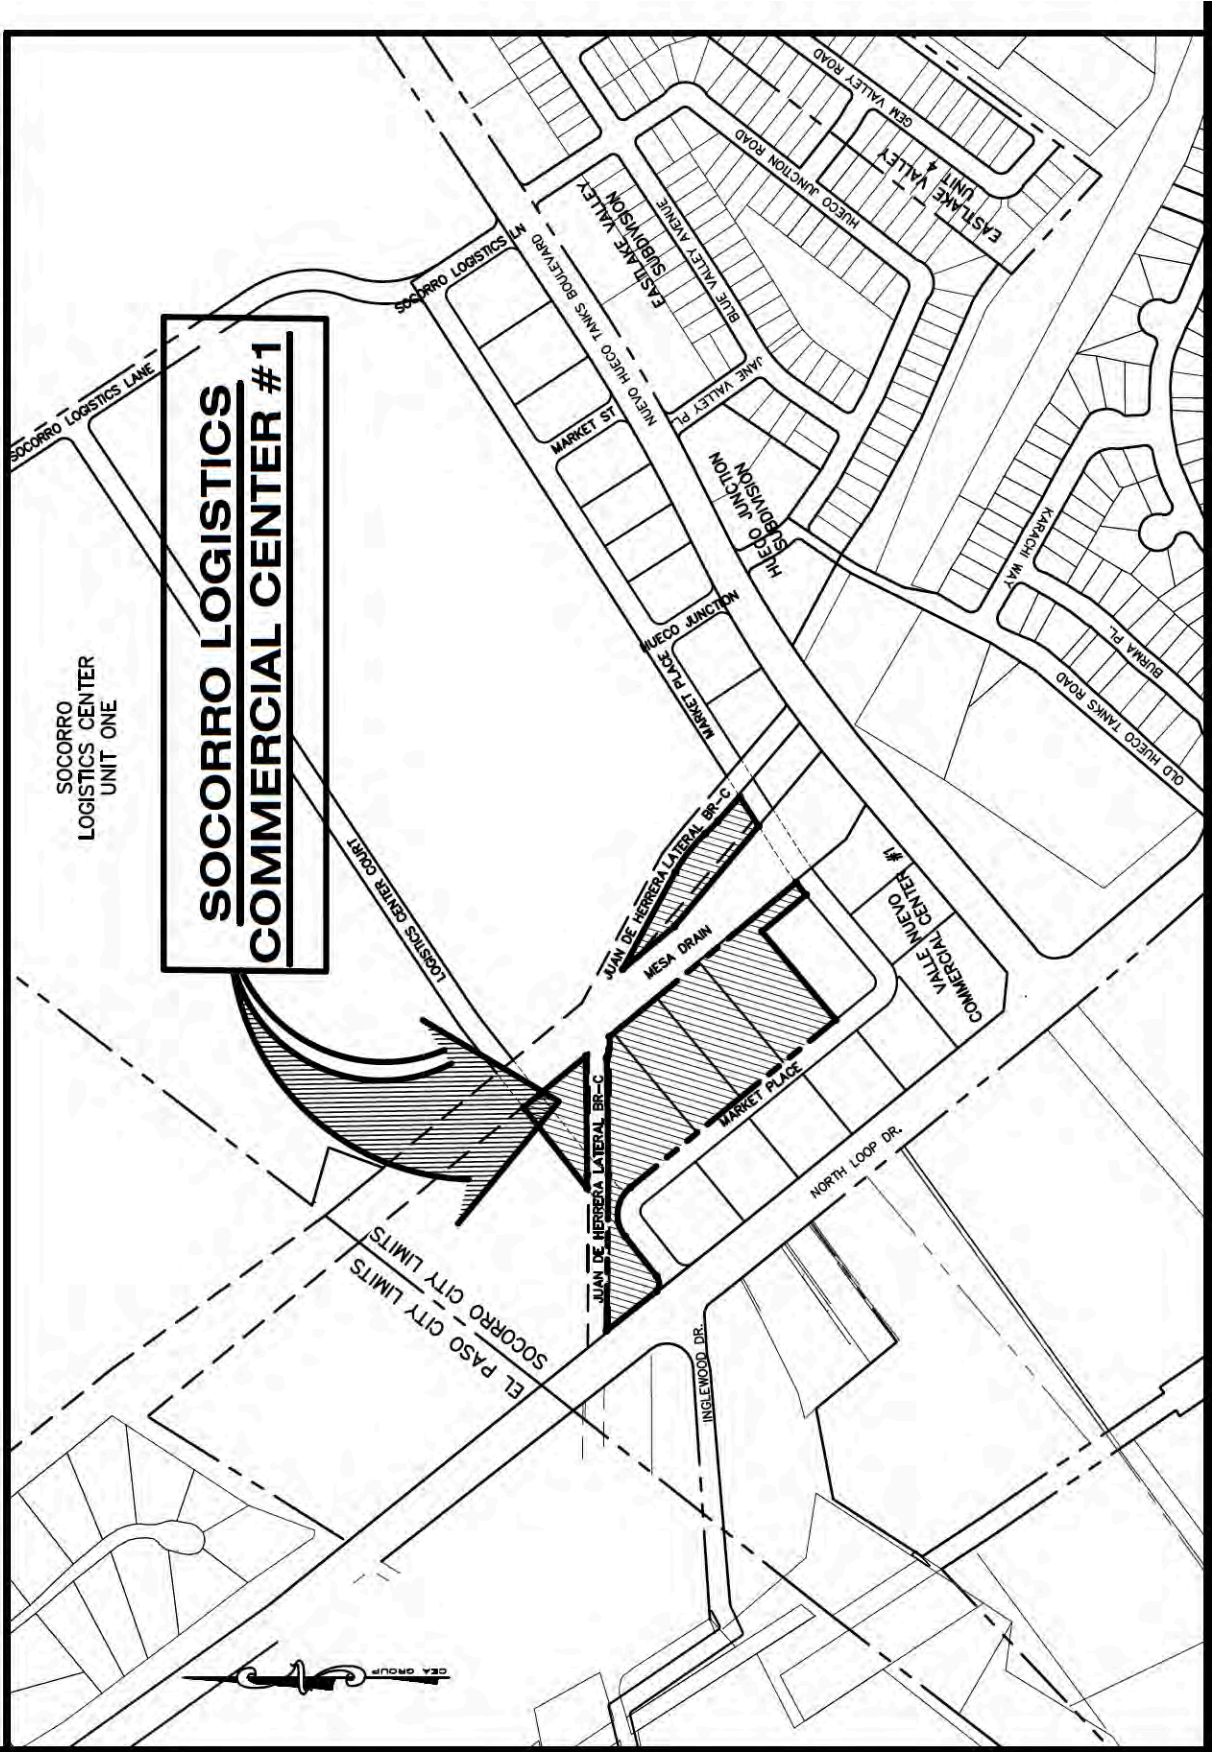 SOCORRO LOGISTICS
COMMERCIAL CENTER #1
SOCORRO
LOGISTICS CENTER
UNIT ONE
SOCORRO LOGISTICS LANE
SOCORRO LOGISTICS LN
LOGISTICS CENTER COURT
NUEVO HUECO TANKS BOULEVARD
EASTLAKE VALLEY
SUBDIVISION
BLUE VALLEY AVENUE
JANE VALLEY PL.
HUECO JUNCTION ROAD
GEM VALLEY ROAD
EASTLAKE VALLEY
UNIT 4
MARKET ST
HUECO JUNCTION
SUBDIVISION
HUECO JUNCTION
MARKET PLACE
KARACHI WAY
BURMA PL.
OLD HUECO TANKS ROAD
JUAN DE HERRERA LATERAL BR-C
MESA DRAIN
VALLE NUEVO
COMMERCIAL CENTER #1
MARKET PLACE
JUAN DE HERRERA LATERAL BR-C
NORTH LOOP DR.
INGLEWOOD DR.
SOCORRO CITY LIMITS
EL PASO CITY LIMITS
CEA GROUP